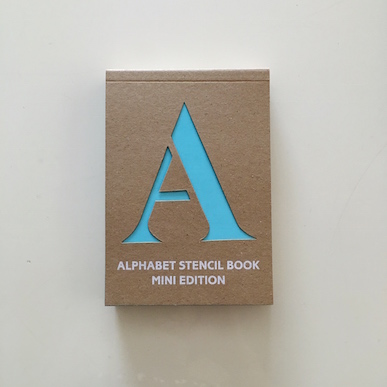 A
ALPHABET STENCIL BOOK
MINI EDITION